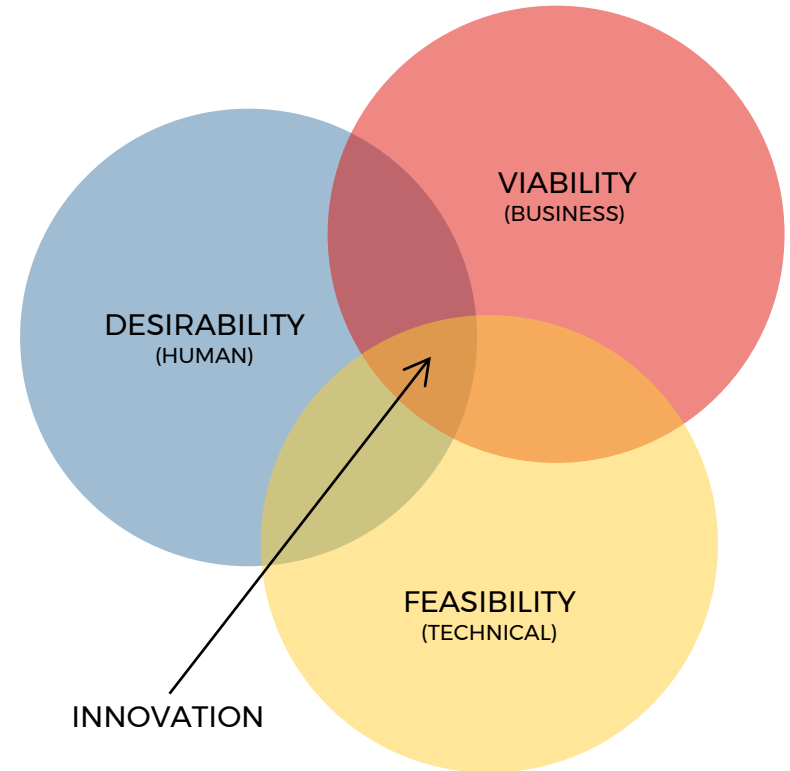 VIABILITY
(BUSINESS)
DESIRABILITY
(HUMAN)
FEASIBILITY
(TECHNICAL)
INNOVATION